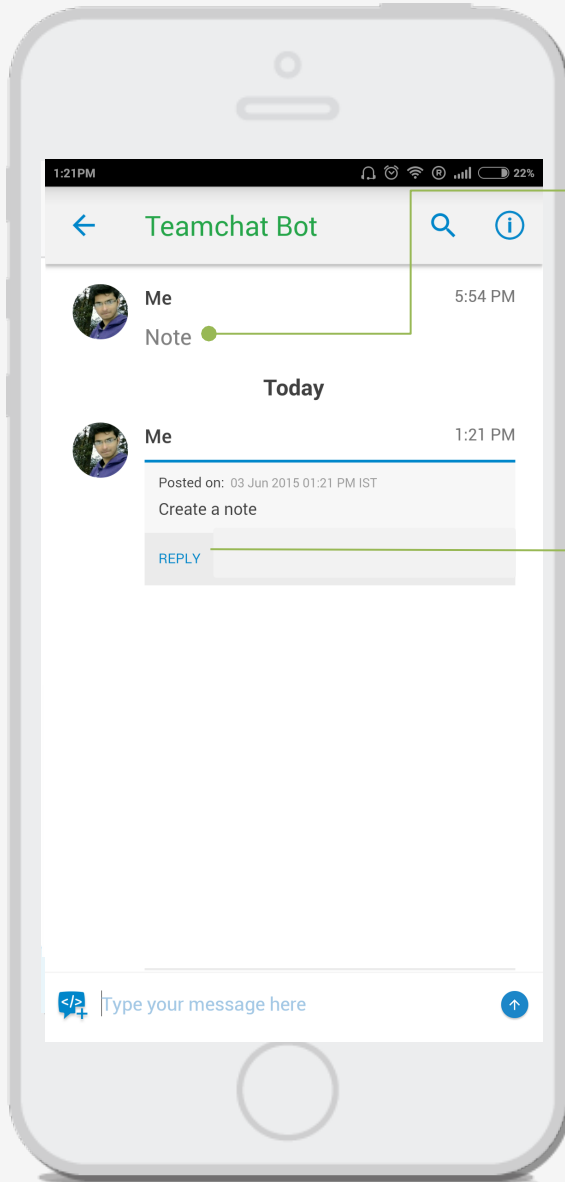 1:21PM ® 22%
Teamchat Bot
Me 5:54 PM
Note
Today
Me 1:21 PM
Posted on: 03 Jun 2015 01:21 PM IST
Create a note
REPLY
</> Type your message here